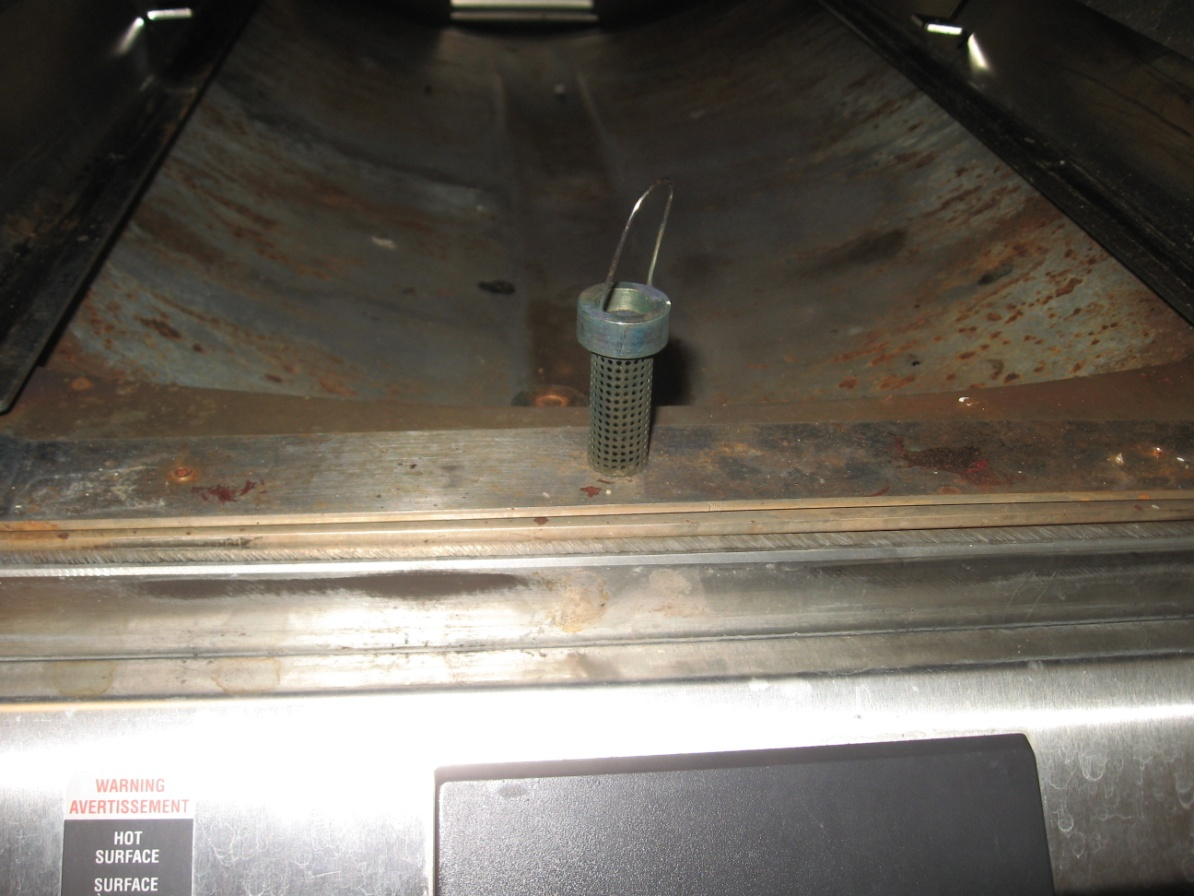 WARNING
AVERTISSEMENT
HOT
SURFACE
SURFACE